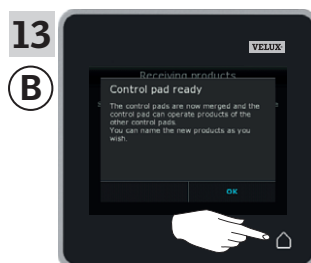 13
B
VELUX
Receiving products
Control pad ready
The control pads are now merged and the
control pad can operate products of the
other control pads.
You can name the new products as you
wish.
OK